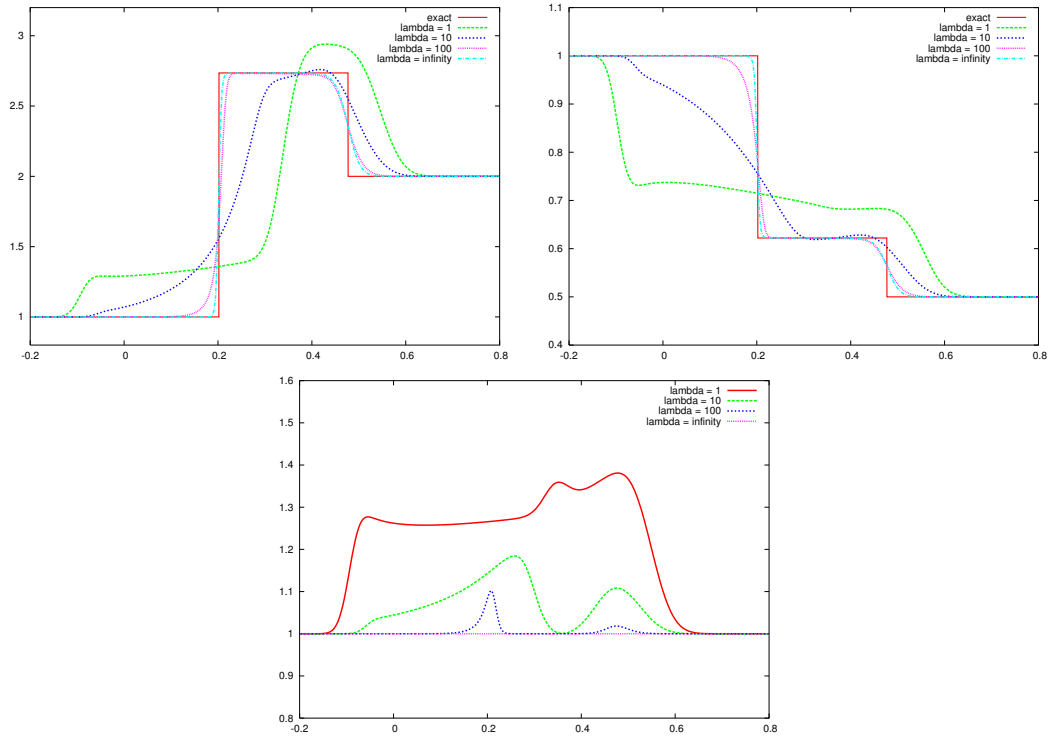 3
2.5
2
1.5
1
-0.2
0
0.2
0.4
0.6
0.8
exact
lambda = 1
lambda = 10
lambda = 100
lambda = infinity
1.1
1
0.9
0.8
0.7
0.6
0.5
0.4
-0.2
0
0.2
0.4
0.6
0.8
exact
lambda = 1
lambda = 10
lambda = 100
lambda = infinity
1.6
1.5
1.4
1.3
1.2
1.1
1
0.9
0.8
-0.2
0
0.2
0.4
0.6
0.8
lambda = 1
lambda = 10
lambda = 100
lambda = infinity